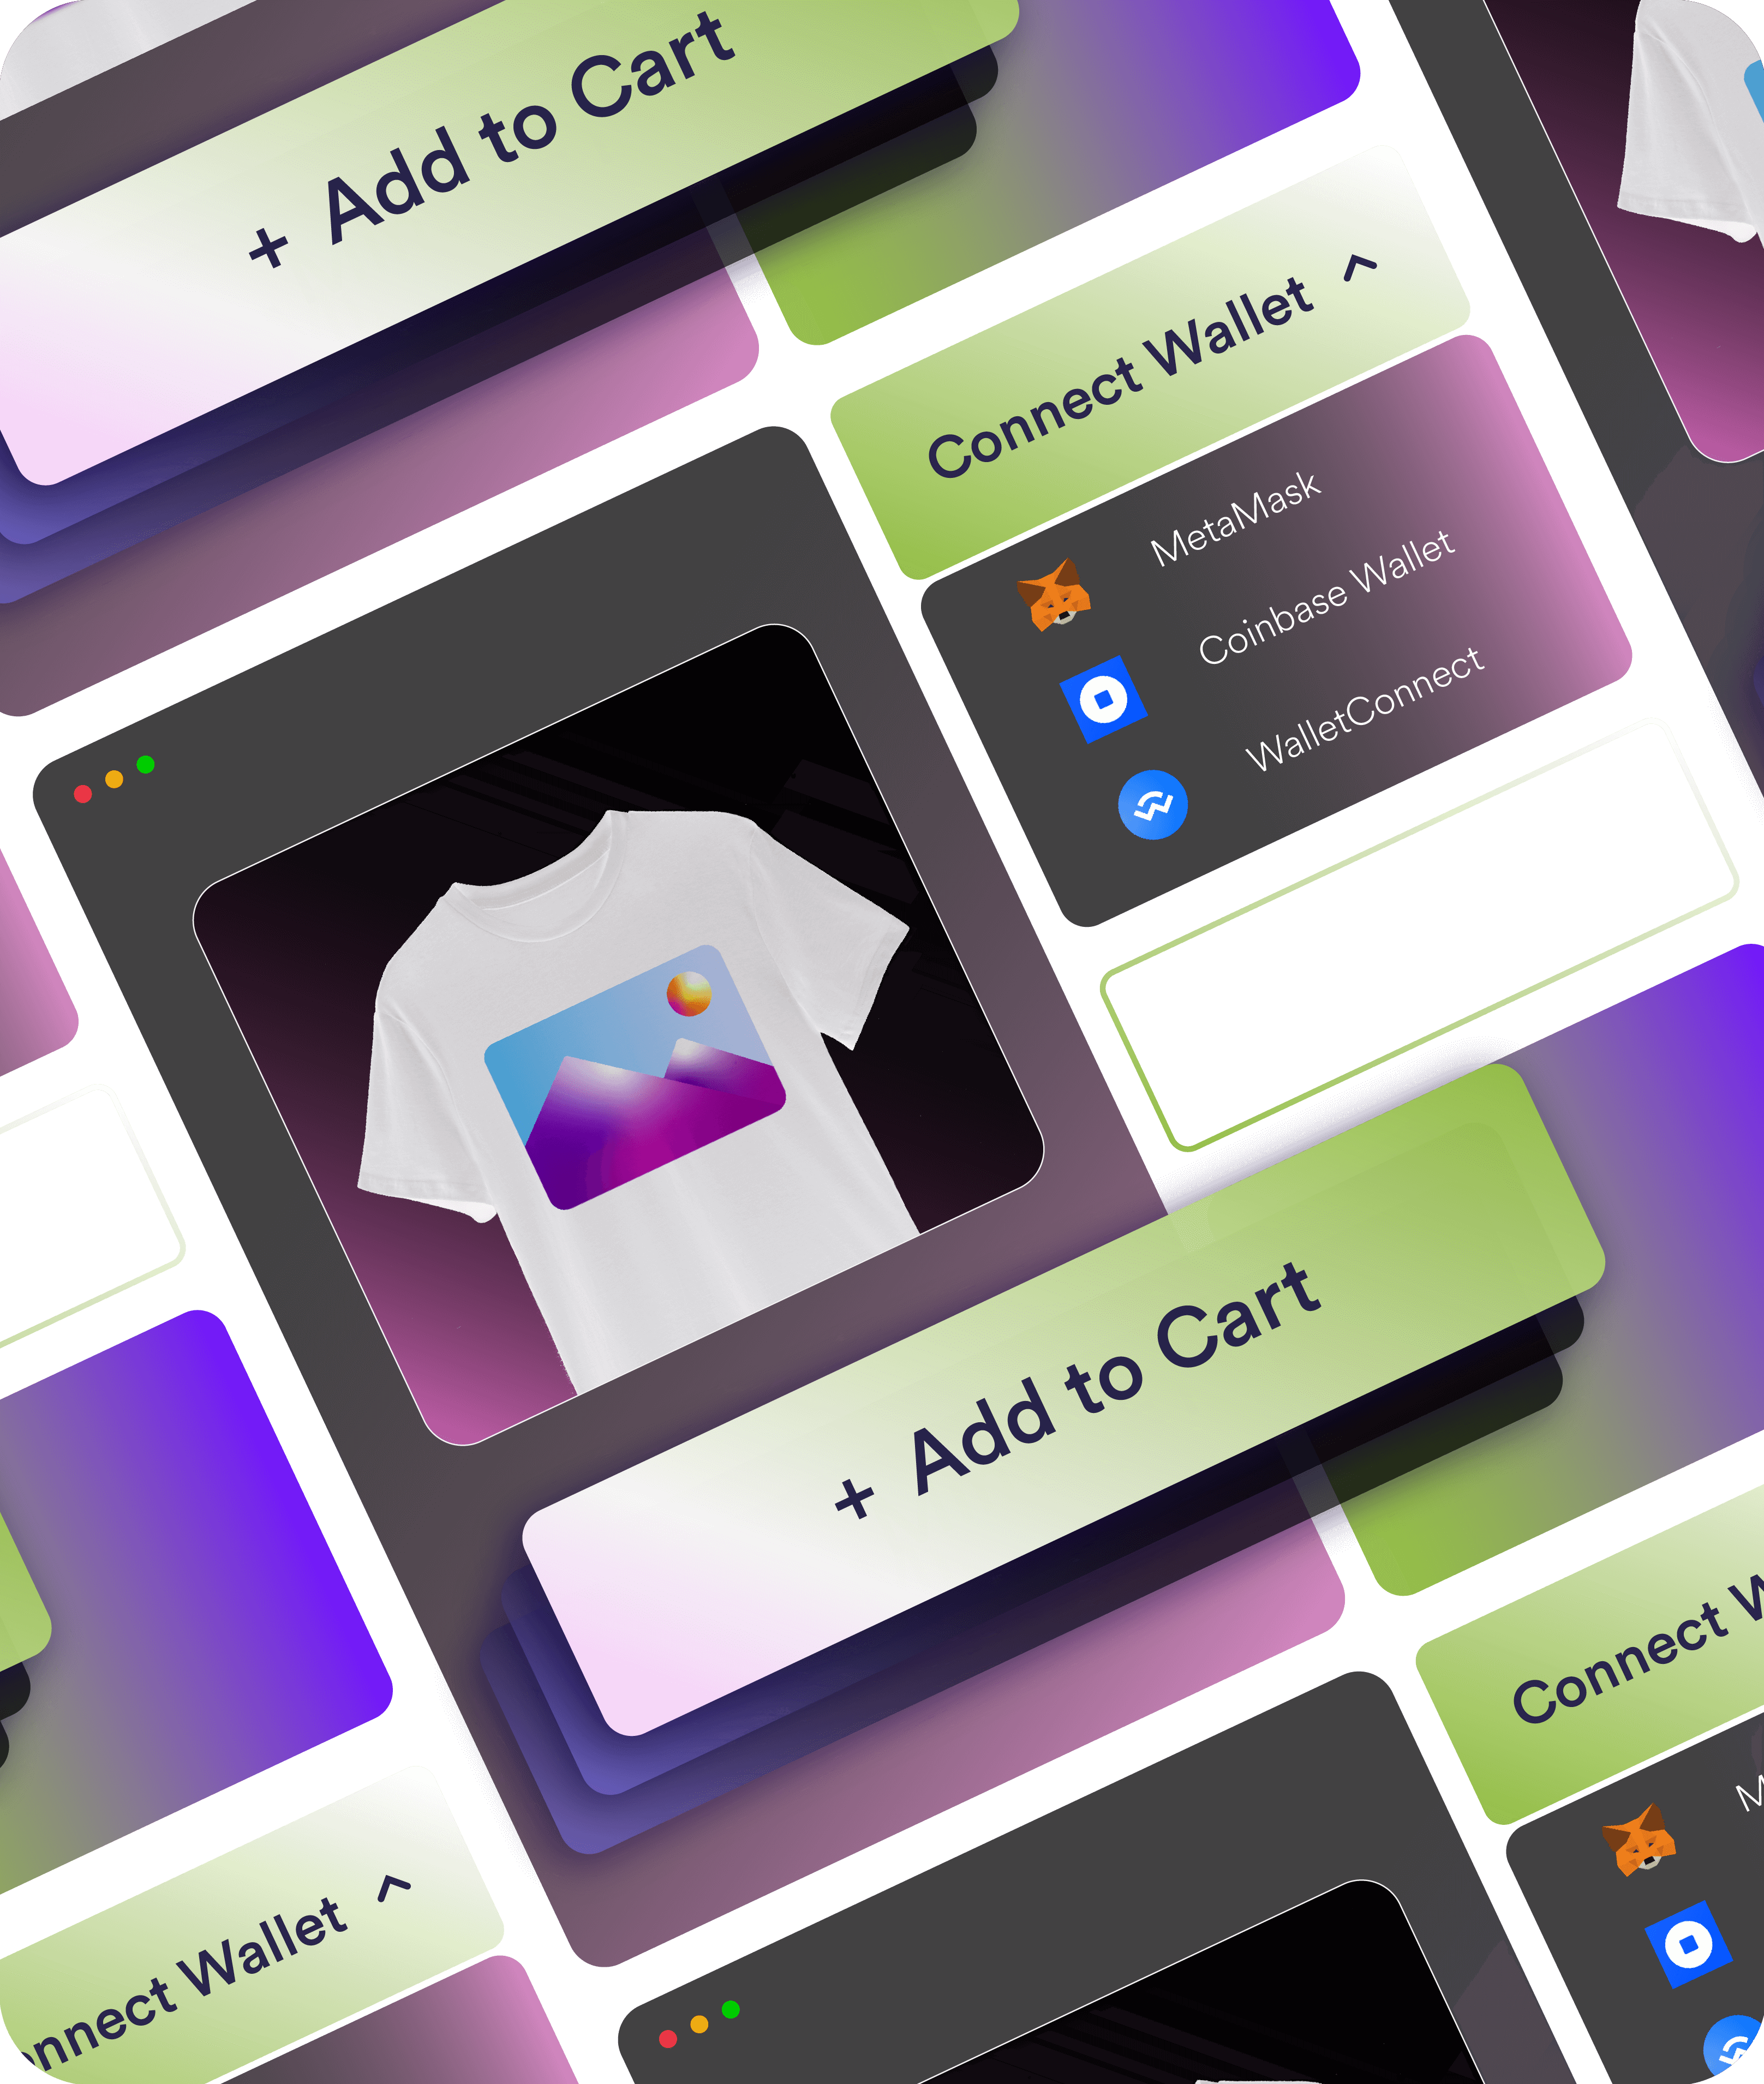 + Add to Cart
Connect Wallet
MetaMask
Coinbase Wallet
WalletConnect
+ Add to Cart
Connect W
M
nnect Wallet